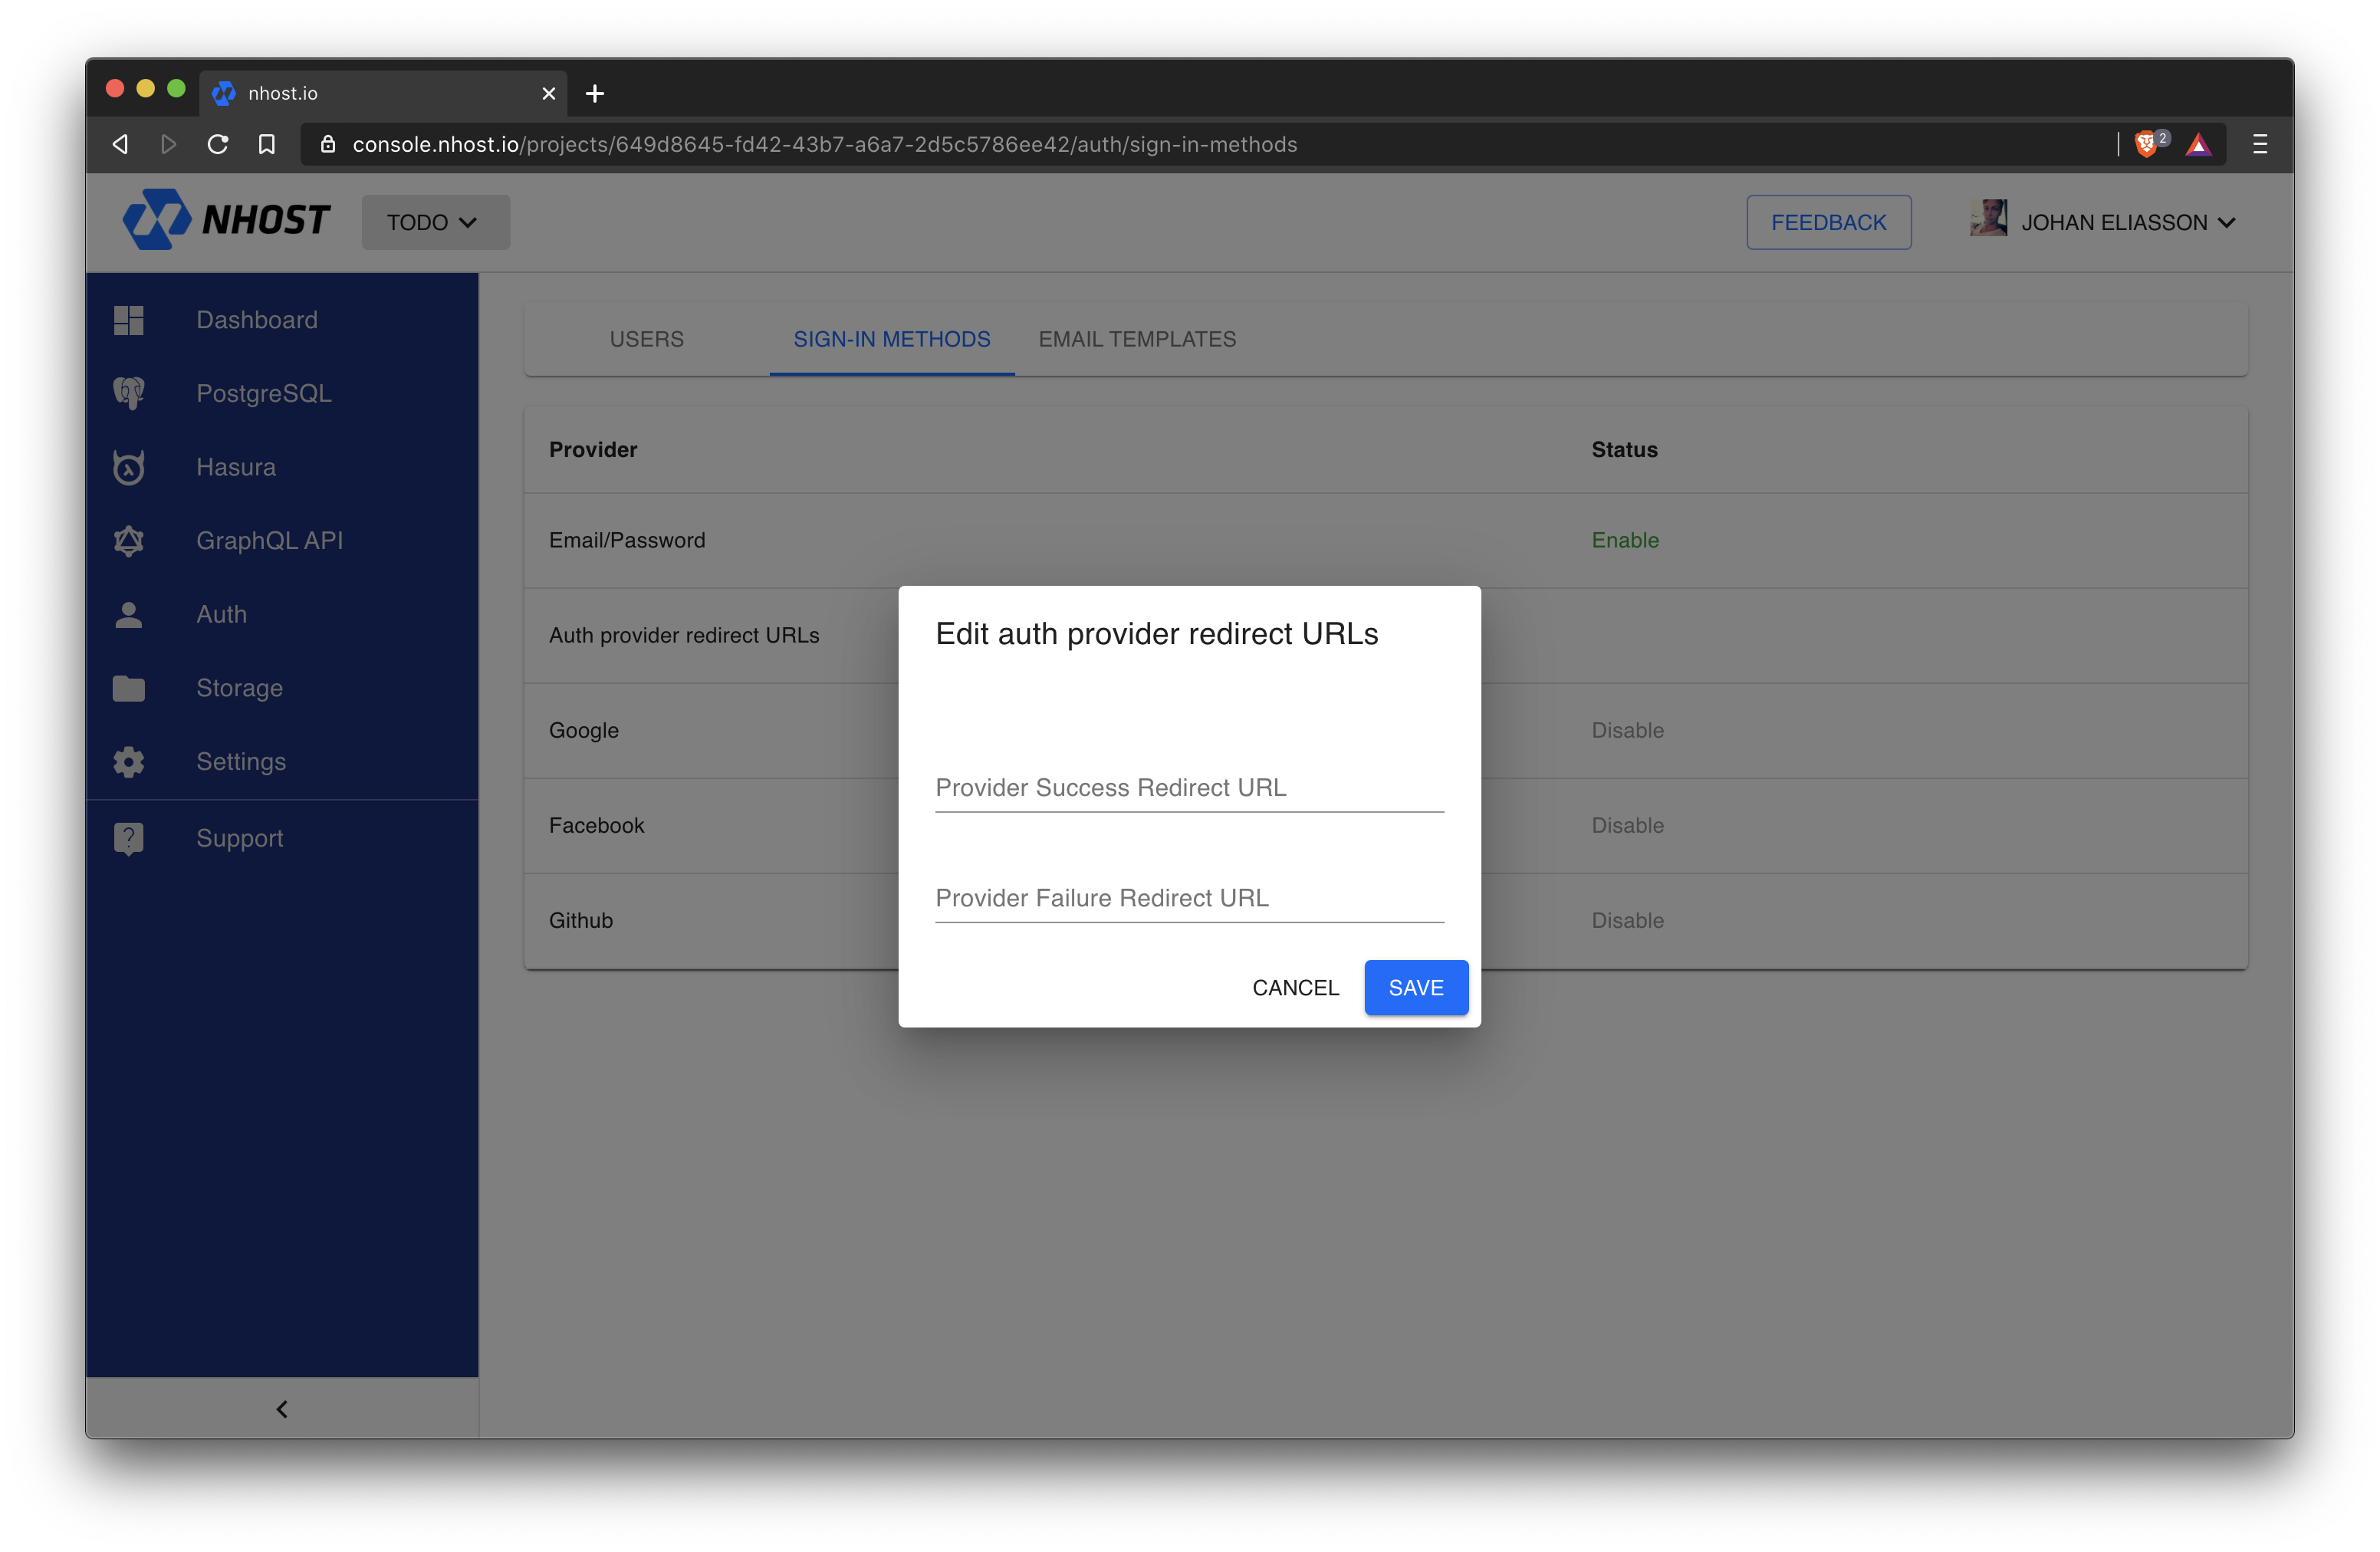 nhost.io
console.nhost.io/projects/649d8645-fd42-43b7-a6a7-2d5c5786ee42/auth/sign-in-methods
2
NHOST
TODO
FEEDBACK
JOHAN ELIASSON
Dashboard
PostgreSQL
Hasura
GraphQL API
Auth
Storage
Settings
Support
USERS
SIGN-IN METHODS
EMAIL TEMPLATES
Provider
Status
Email/Password
Enable
Auth provider redirect URLs
Google
Disable
Facebook
Disable
Github
Disable
Edit auth provider redirect URLs
Provider Success Redirect URL
Provider Failure Redirect URL
CANCEL
SAVE